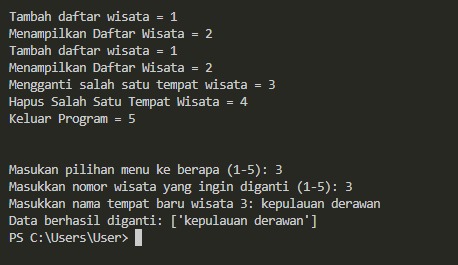 Tambah daftar wisata = 1
Menampilkan Daftar Wisata = 2
Tambah daftar wisata = 1
Menampilkan Daftar Wisata = 2
Mengganti salah satu tempat wisata = 3
Hapus Salah Satu Tempat Wisata = 4
Keluar Program = 5
Masukan pilihan menu ke berapa (1-5): 3
Masukkan nomor wisata yang ingin diganti (1-5): 3
Masukkan nama tempat baru wisata 3: kepulauan derawan
Data berhasil diganti: ['kepulauan derawan']
PS C:\Users\User>